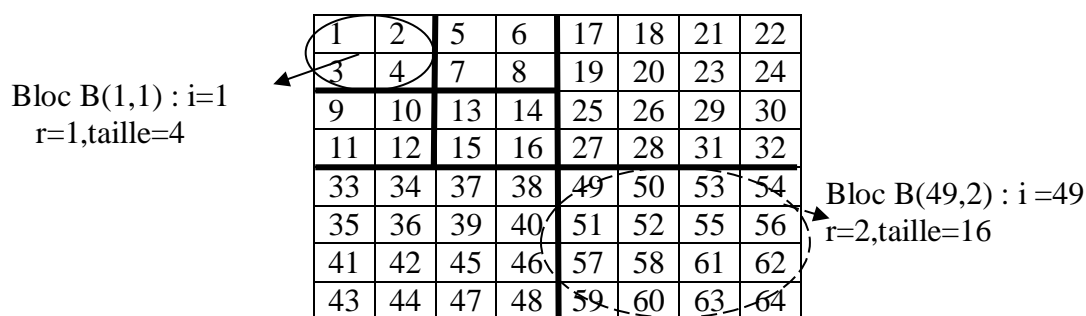 1 2 5 6 17 18 21 22
3 4 7 8 19 20 23 24
Bloc B(1,1) : i=1
r=1,taille=4
9 10 13 14 25 26 29 30
11 12 15 16 27 28 31 32
33 34 37 38 49 50 53 54
Bloc B(49,2) : i =49
r=2,taille=16
35 36 39 40 51 52 55 56
41 42 45 46 57 58 61 62
43 44 47 48 59 60 63 64